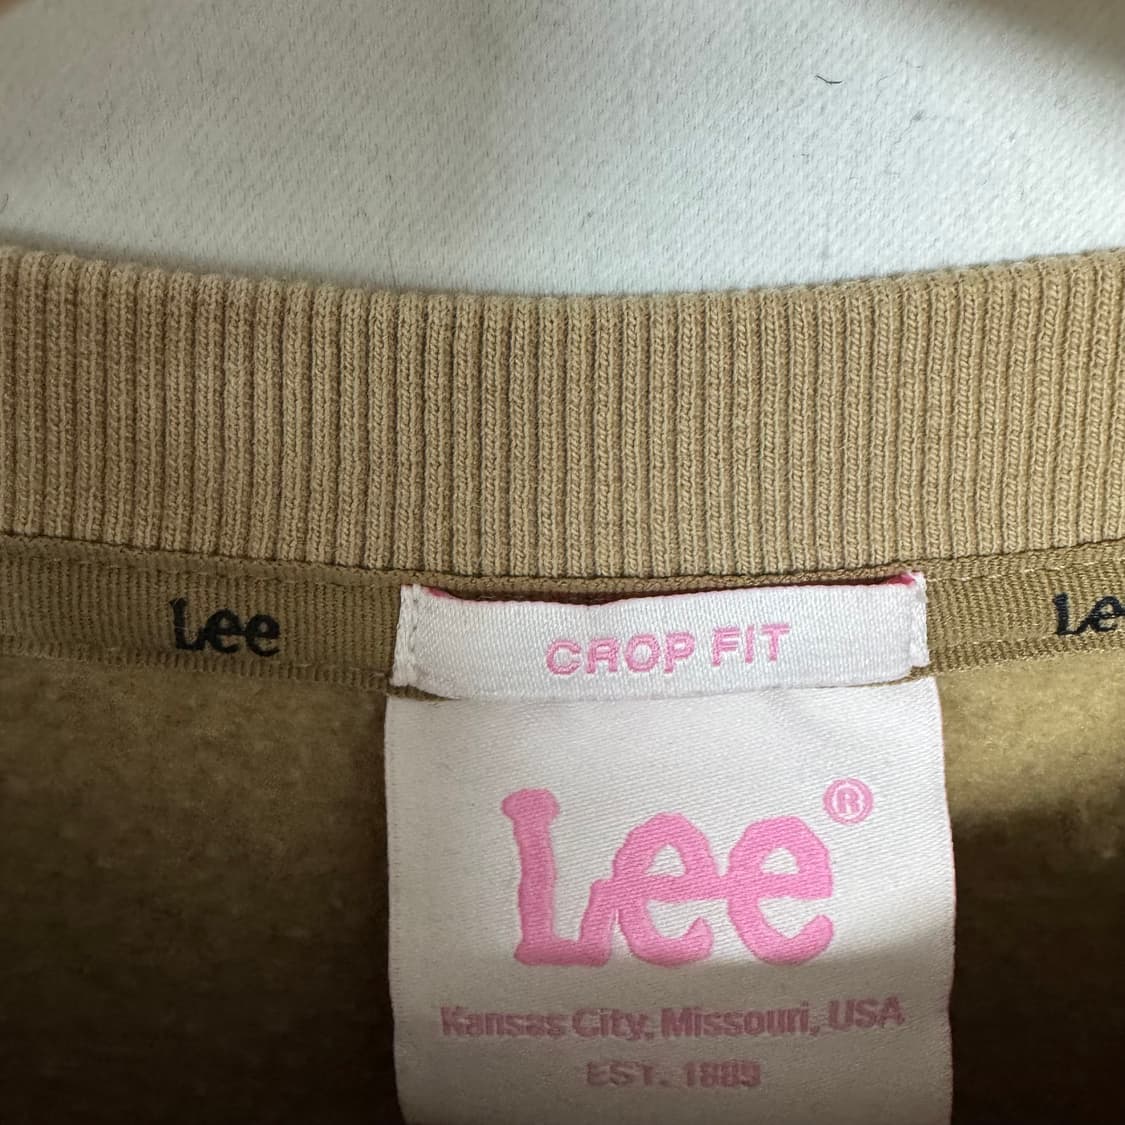 Lee
CROP FIT
Le
Lee®
Kansas City, Missouri, USA
EST. 1889